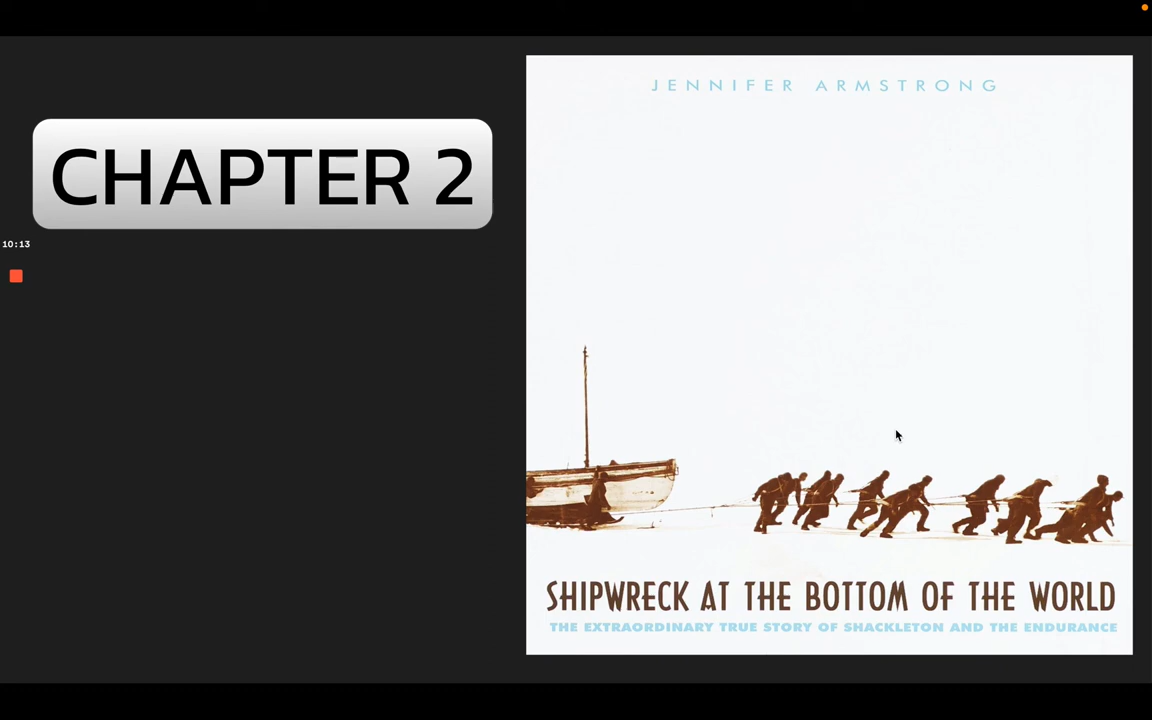 CHAPTER 2
10:13
JENNIFER ARMSTRONG
SHIPWRECK AT THE BOTTOM OF THE WORLD
THE EXTRAORDINARY TRUE STORY OF SHACKLETON AND THE ENDURANCE